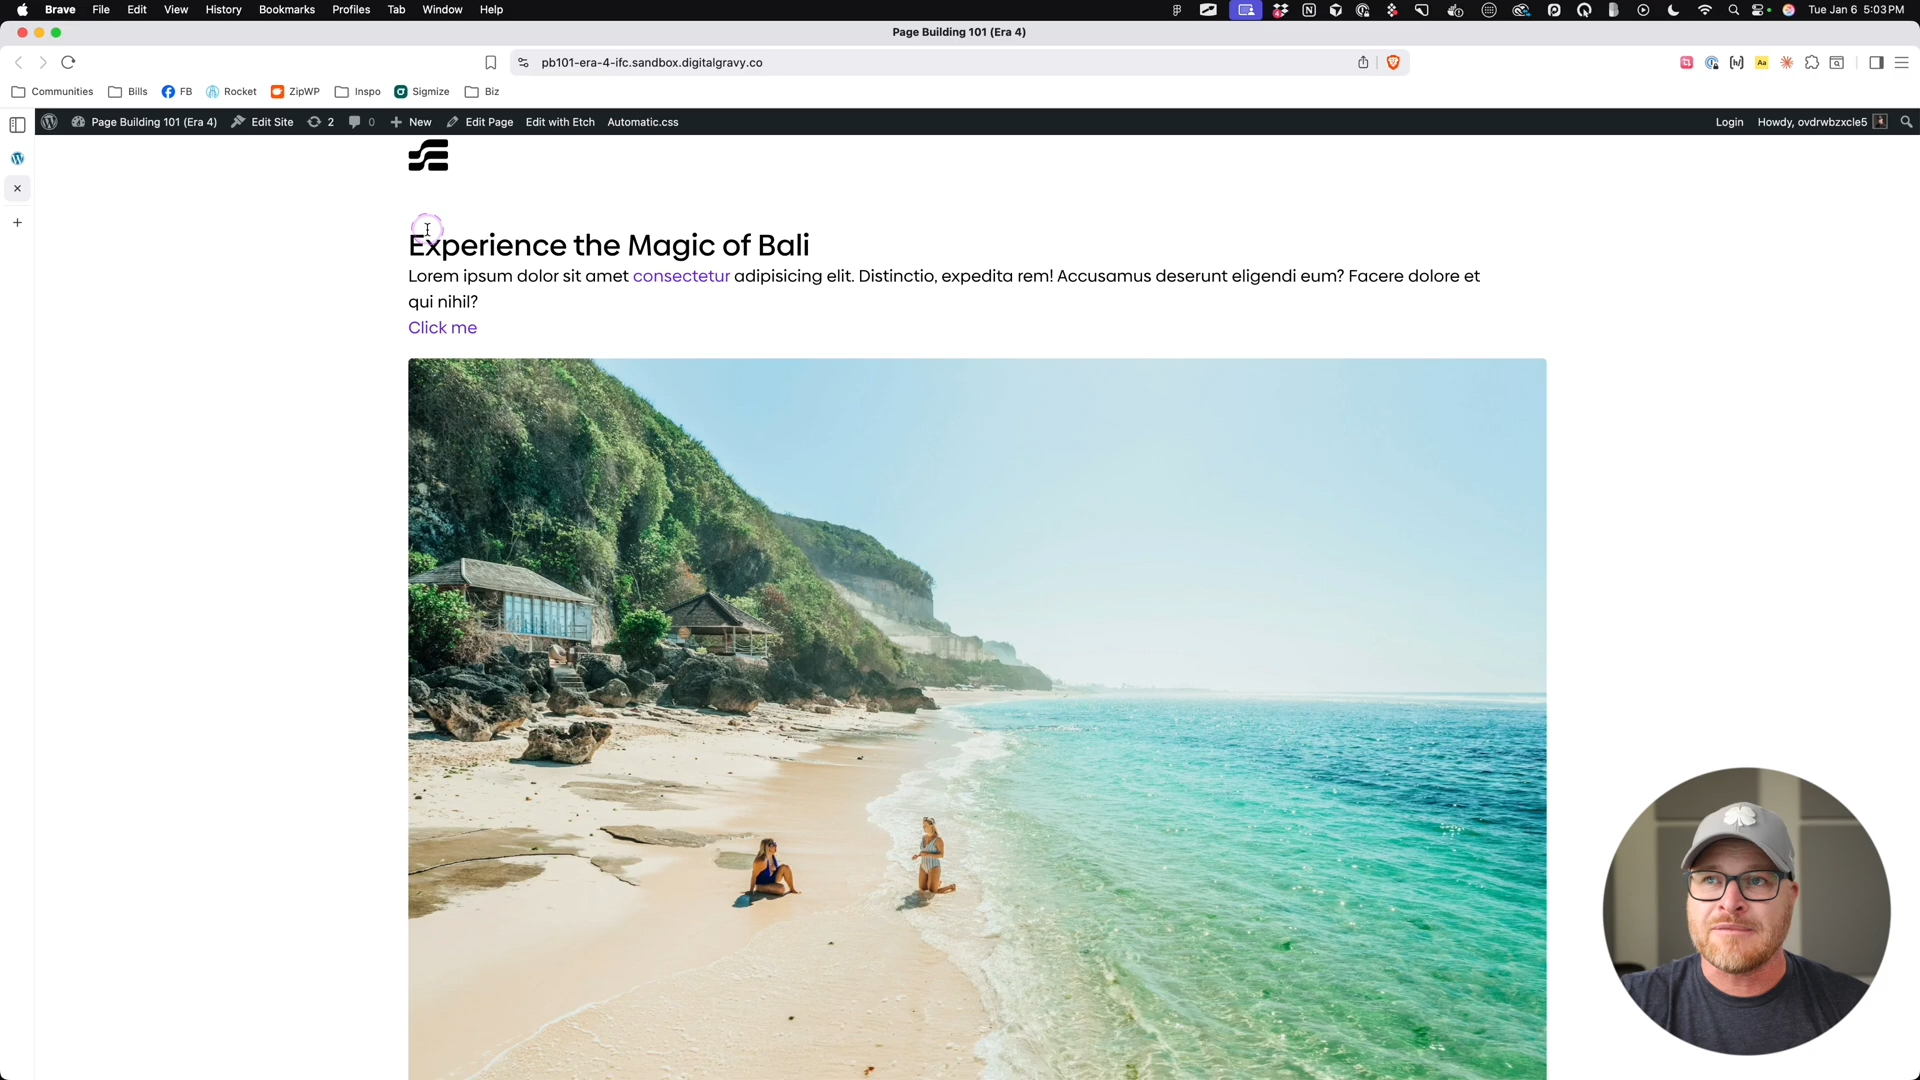 Brave File Edit View History Bookmarks Profiles Tab Window Help Tue Jan 6 5:03 PM
Page Building 101 (Era 4)
pb101-era-4-ifc.sandbox.digitalgravy.co
Communities Bills FB Rocket ZipWP Inspo Sigmize Biz
Page Building 101 (Era 4) Edit Site 2 0 New Edit Page Edit with Etch Automatic.css Login Howdy, ovdrwbzxcle5
Experience the Magic of Bali
Lorem ipsum dolor sit amet consectetur adipisicing elit. Distinctio, expedita rem! Accusamus deserunt eligendi eum? Facere dolore et
qui nihil?
Click me